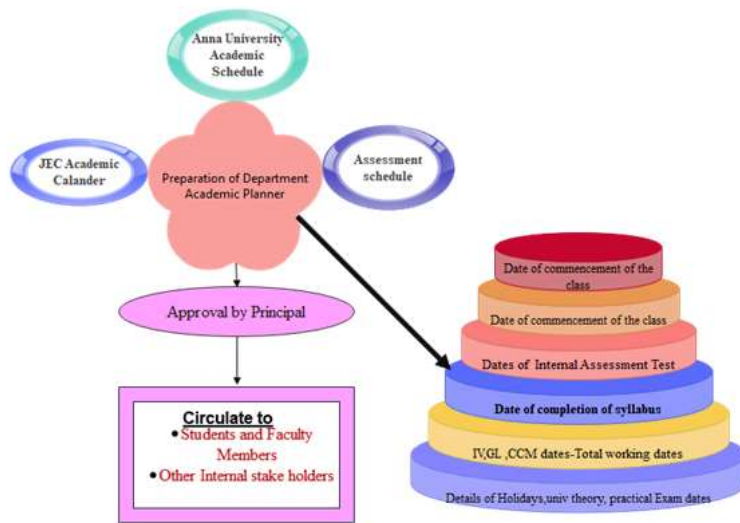 Anna University
Academic
Schedule
JEC Academic
Calander
Preparation of Department
Academic Planner
Assessment
schedule
Approval by Principal
Circulate to
•Students and Faculty
Members
•Other Internal stake holders
Date of commencement of the
class
Date of commencement of the class
Dates of Internal Assessment Test
Date of completion of syllabus
IV,GL ,CCM dates-Total working dates
Details of Holidays,univ theory, practical Exam dates